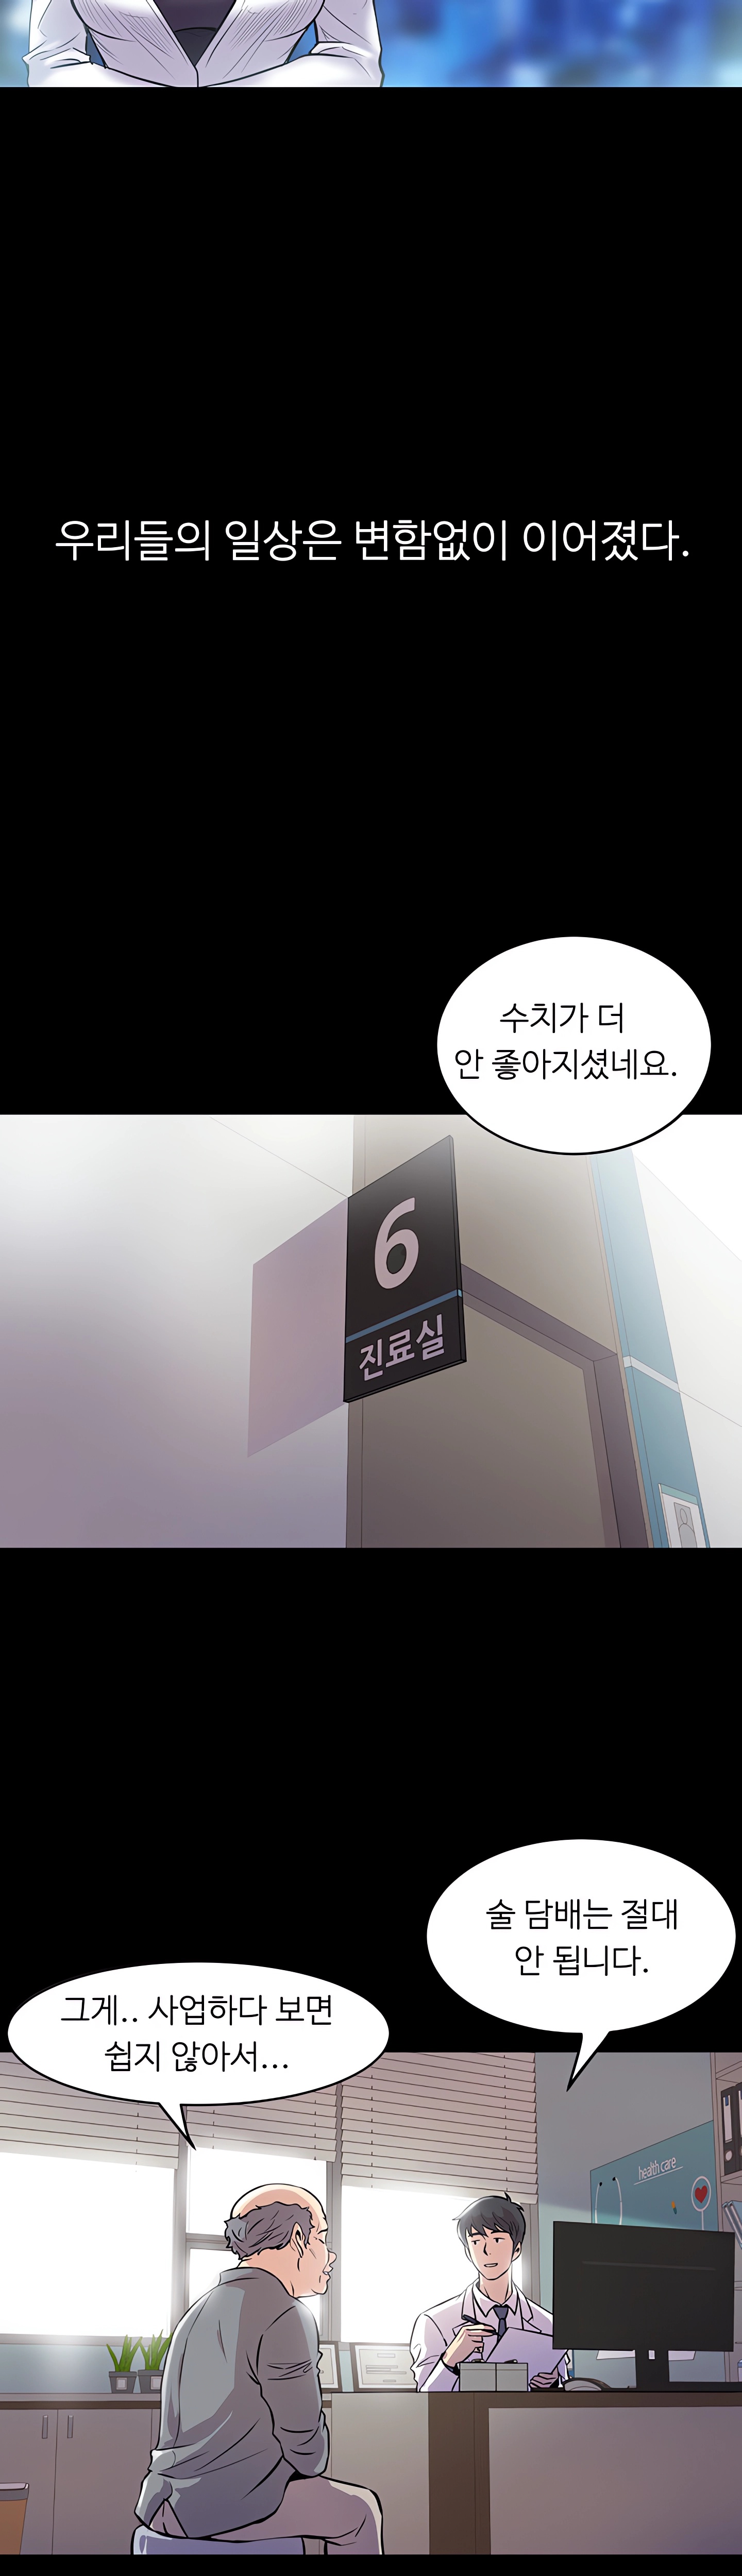 우리들의 일상은 변함없이 이어졌다.
수치가 더
안 좋아지셨네요.
6
진료실
술 담배는 절대
안 됩니다.
그게.. 사업하다 보면
쉽지 않아서...
health care